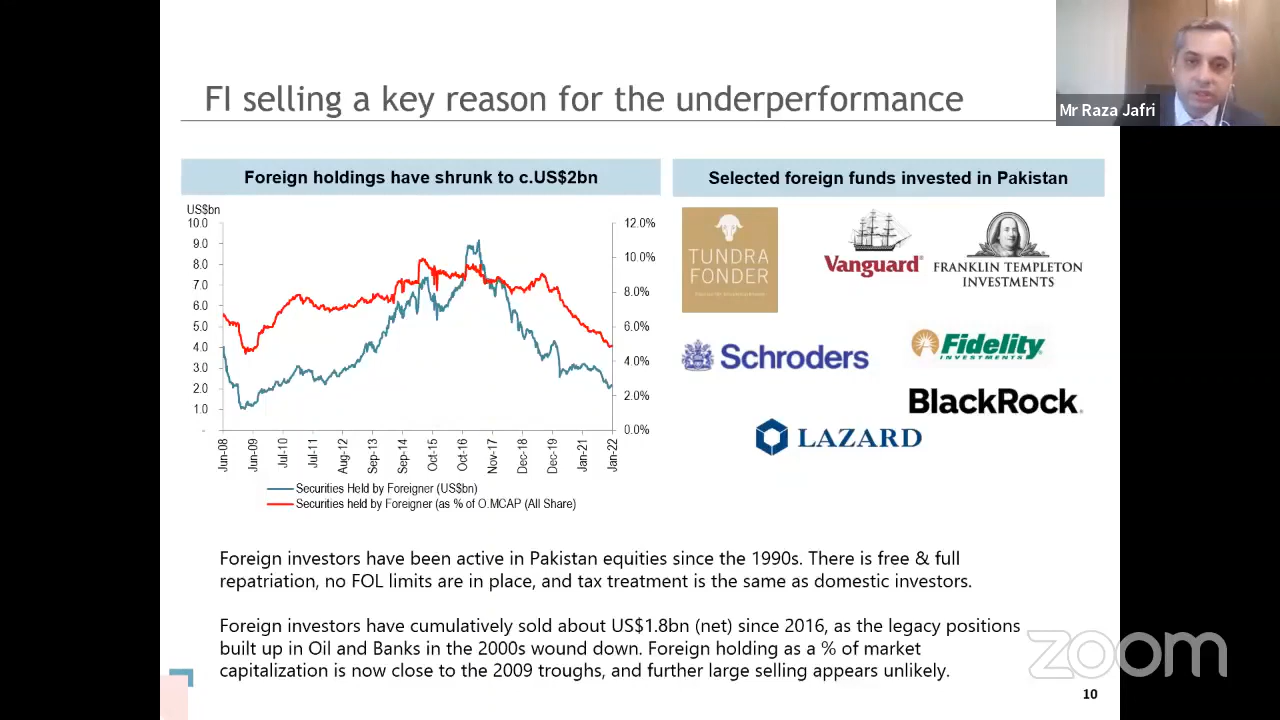 FI selling a key reason for the underperformance
Mr Raza Jafri
Foreign holdings have shrunk to c.US$2bn
US$bn
10.0
9.0
8.0
7.0
6.0
5.0
4.0
3.0
2.0
1.0
-
12.0%
10.0%
8.0%
6.0%
4.0%
2.0%
0.0%
Jun-08
Jun-09
Jul-10
Jul-11
Aug-12
Sep-13
Sep-14
Oct-15
Oct-16
Nov-17
Dec-18
Dec-19
Jan-21
Jan-22
Securities Held by Foreigner (US$bn)
Securities held by Foreigner (as % of O.MCAP (All Share)
Selected foreign funds invested in Pakistan
TUNDRA
FONDER
Vanguard®
FRANKLIN TEMPLETON
INVESTMENTS
Schroders
Fidelity
INVESTMENTS
BlackRock.
LAZARD
Foreign investors have been active in Pakistan equities since the 1990s. There is free & full
repatriation, no FOL limits are in place, and tax treatment is the same as domestic investors.
Foreign investors have cumulatively sold about US$1.8bn (net) since 2016, as the legacy positions
built up in Oil and Banks in the 2000s wound down. Foreign holding as a % of market
capitalization is now close to the 2009 troughs, and further large selling appears unlikely.
zoom
10